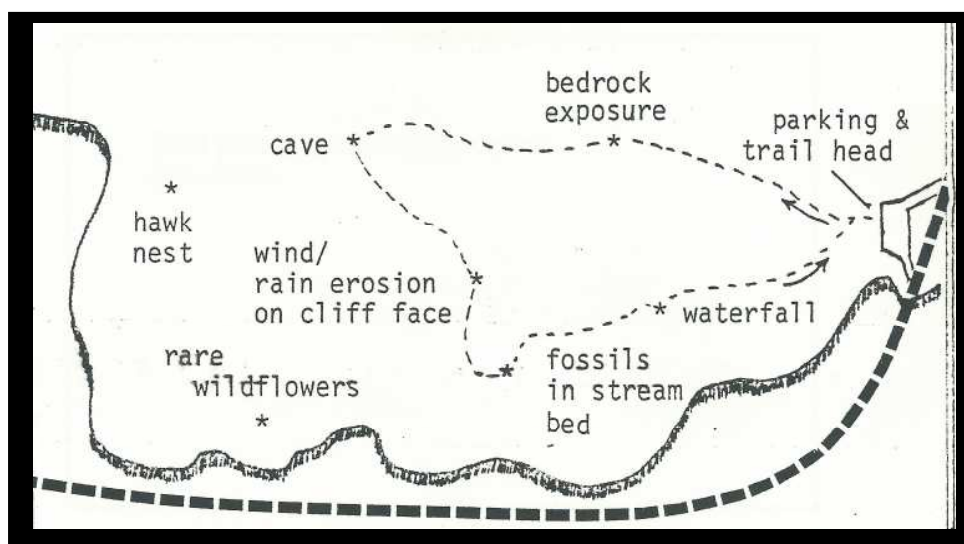 bedrock
exposure
parking &
trail head
cave
hawk
nest
wind/
rain erosion
on cliff face
waterfall
rare
wildflowers
fossils
in stream
bed